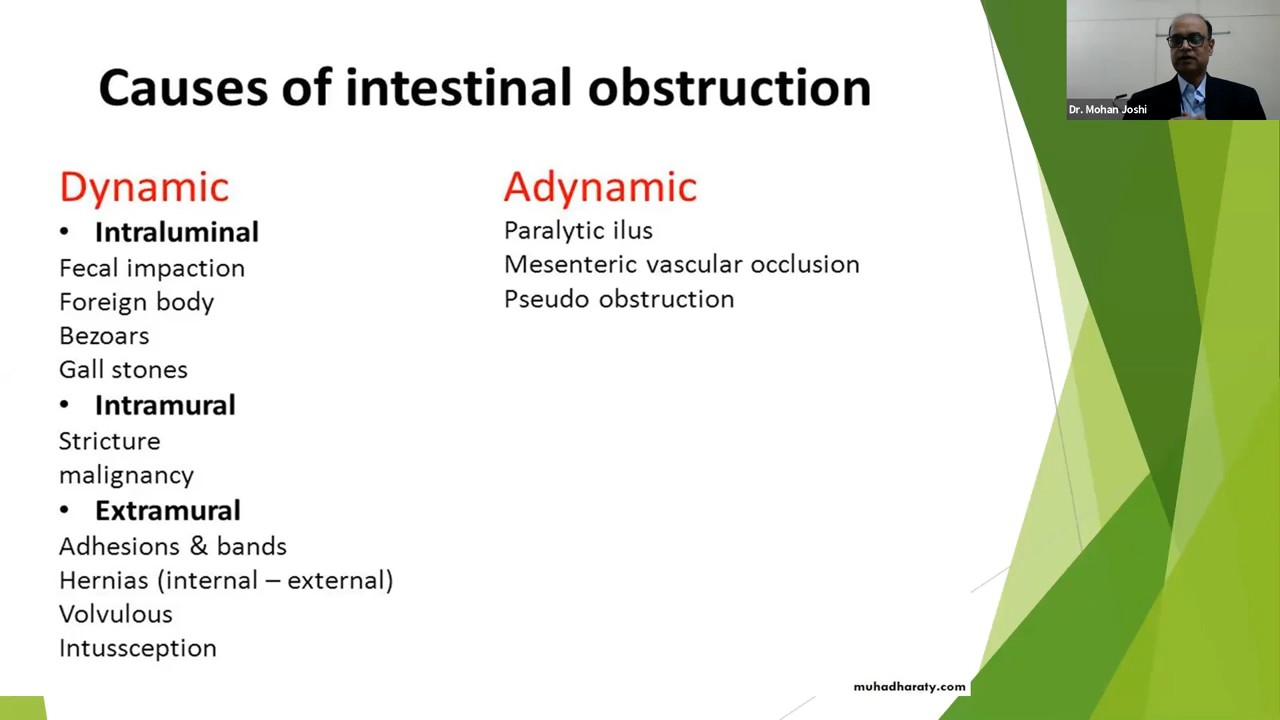 Causes of intestinal obstruction
Dynamic
• Intraluminal
Fecal impaction
Foreign body
Bezoars
Gall stones
• Intramural
Stricture
malignancy
• Extramural
Adhesions & bands
Hernias (internal – external)
Volvulous
Intussception
Adynamic
Paralytic ilus
Mesenteric vascular occlusion
Pseudo obstruction
Dr. Mohan Joshi
muhadharaty.com